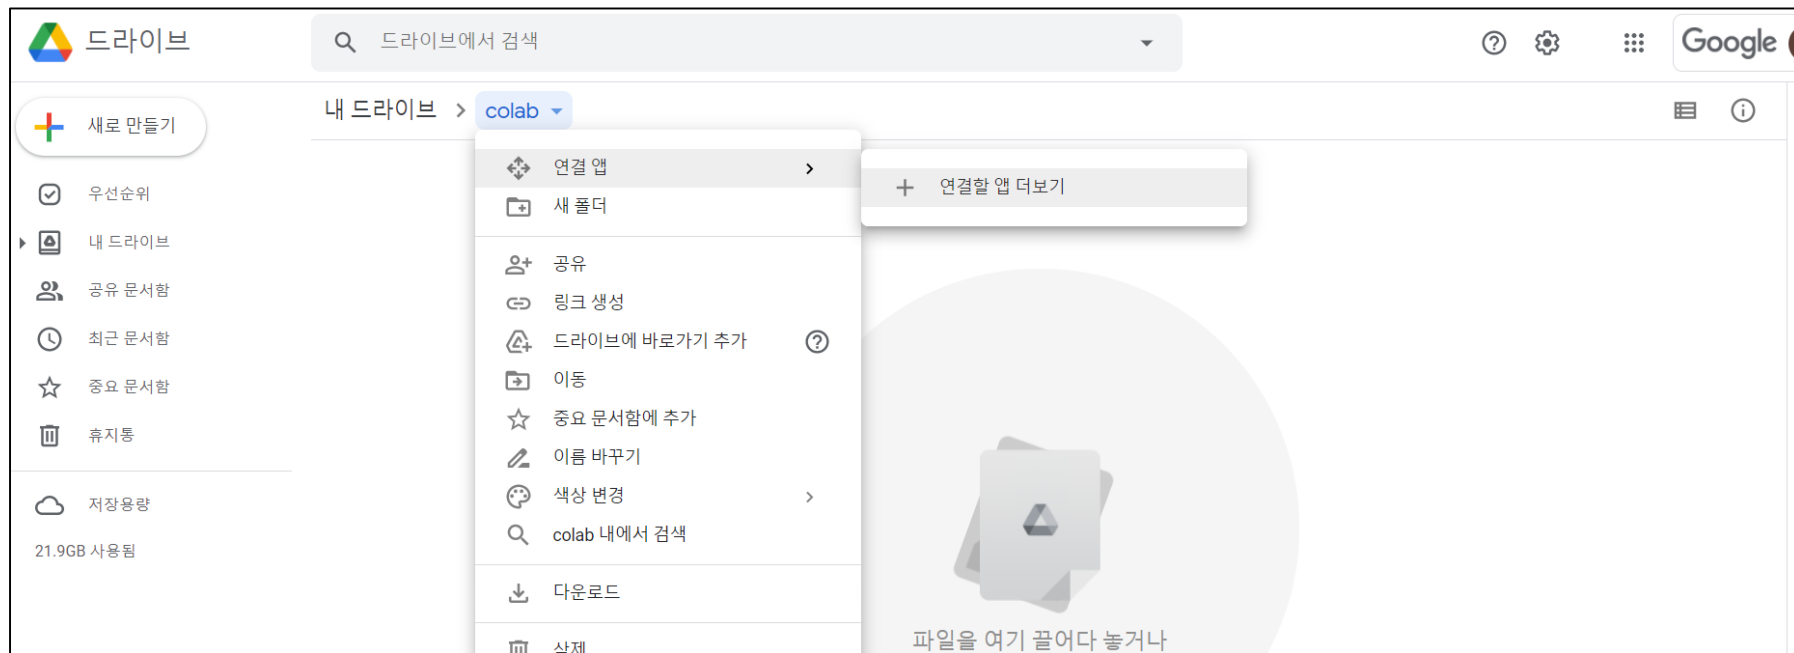 드라이브
드라이브에서 검색
Google
새로 만들기
우선순위
내 드라이브
공유 문서함
최근 문서함
중요 문서함
휴지통
저장용량
21.9GB 사용됨
내 드라이브 > colab
연결 앱
새 폴더
공유
링크 생성
드라이브에 바로가기 추가
이동
중요 문서함에 추가
이름 바꾸기
색상 변경
colab 내에서 검색
다운로드
삭제
연결할 앱 더보기
파일을 여기 끌어다 놓거나